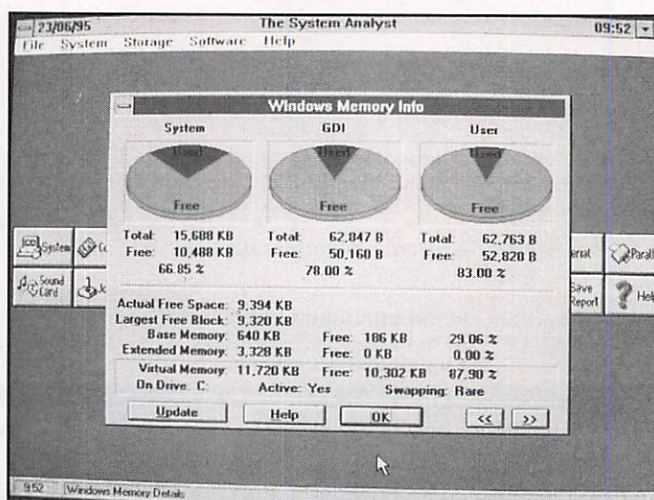 23/06/95 The System Analyst 09:52
File System Storage Software Help
Windows Memory Info
System GDI User
Used Used Used
Free Free Free
Total: 15,688 KB Total: 62,847 B Total: 62,763 B
Free: 10,488 KB Free: 50,160 B Free: 52,820 B
66.85 % 78.00 % 83.00 %
System
Parall
Sound Card
Save Report
Hel
Actual Free Space: 9,394 KB
Largest Free Block: 9,320 KB
Base Memory: 640 KB Free: 186 KB 29.06 %
Extended Memory: 3,328 KB Free: 0 KB 0.00 %
Virtual Memory: 11,720 KB Free: 10,302 KB 87.90 %
On Drive: C: Active: Yes Swapping: Rare
Update Help OK << >>
9:52 Windows Memory Details